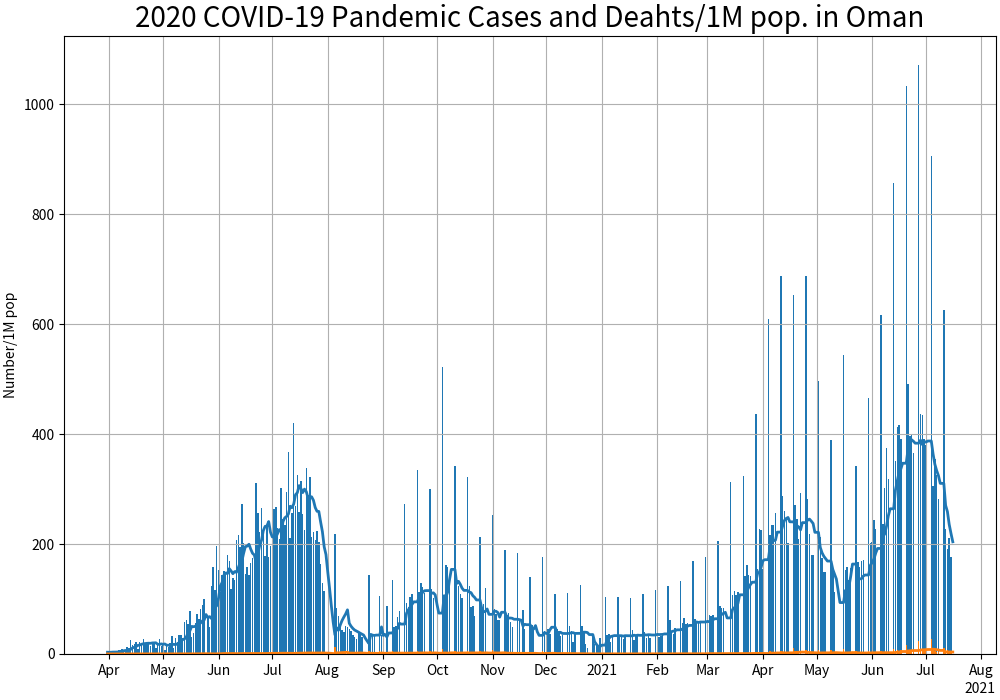 2020 COVID-19 Pandemic Cases and Deahts/1M pop. in Oman
Number/1M pop
1000
800
600
400
200
0
Apr May Jun Jul Aug Sep Oct Nov Dec 2021 Feb Mar Apr May Jun Jul Aug
2021